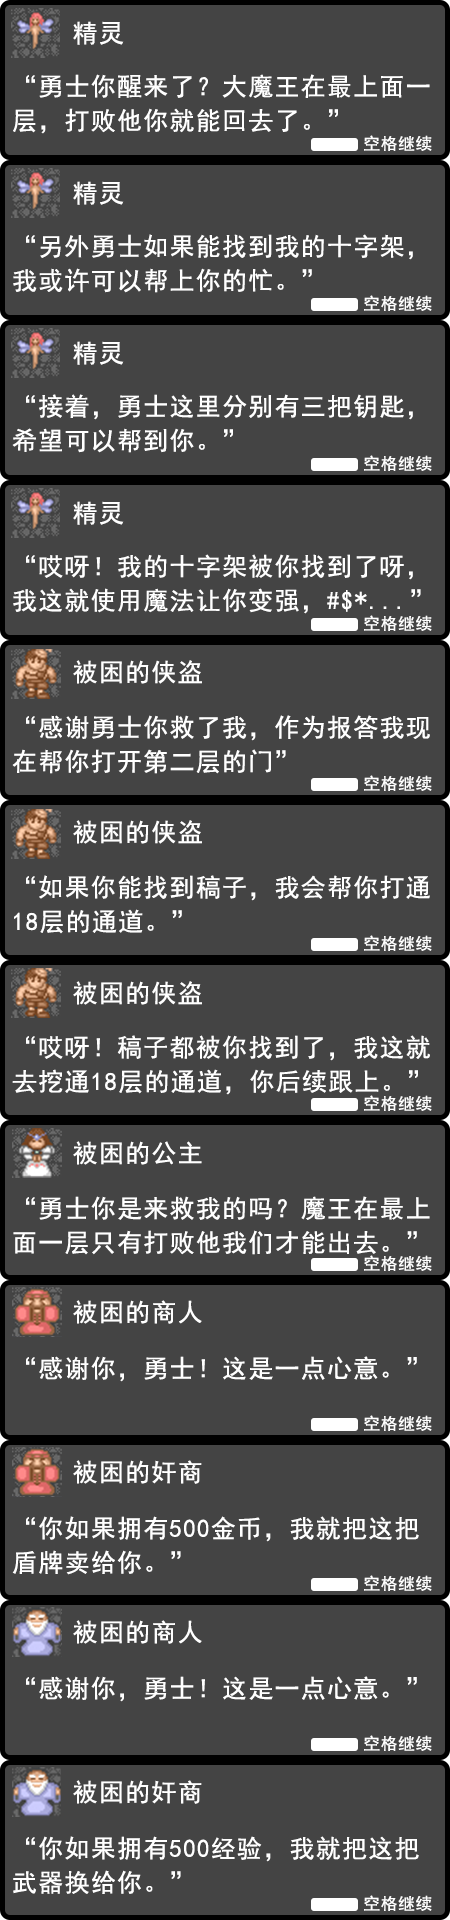 精灵
“勇士你醒来了？大魔王在最上面一
层，打败他你就能回去了。”
空格继续
精灵
“另外勇士如果能找到我的十字架，
我或许可以帮上你的忙。”
空格继续
精灵
“接着，勇士这里分别有三把钥匙，
希望可以帮到你。”
空格继续
精灵
“哎呀！我的十字架被你找到了呀，
我这就使用魔法让你变强，#$*...”
空格继续
被困的侠盗
“感谢勇士你救了我，作为报答我现
在帮你打开第二层的门”
空格继续
被困的侠盗
“如果你能找到稿子，我会帮你打通
18层的通道。”
空格继续
被困的侠盗
“哎呀！稿子都被你找到了，我这就
去挖通18层的通道，你后续跟上。”
空格继续
被困的公主
“勇士你是来救我的吗？魔王在最上
面一层只有打败他我们才能出去。”
空格继续
被困的商人
“感谢你，勇士！这是一点心意。”
空格继续
被困的奸商
“你如果拥有500金币，我就把这把
盾牌卖给你。”
空格继续
被困的商人
“感谢你，勇士！这是一点心意。”
空格继续
被困的奸商
“你如果拥有500经验，我就把这把
武器换给你。”
空格继续